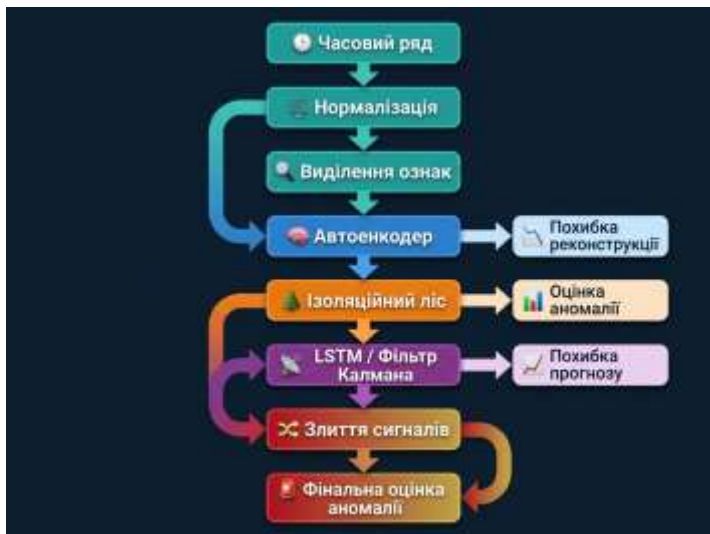 Часовий ряд
Нормалізація
Виділення ознак
Автоенкодер
Похибка
реконструкції
Ізоляційний ліс
Оцінка
аномалії
LSTM / Фільтр
Калмана
Похибка
прогнозу
Злиття сигналів
Фінальна оцінка
аномалії